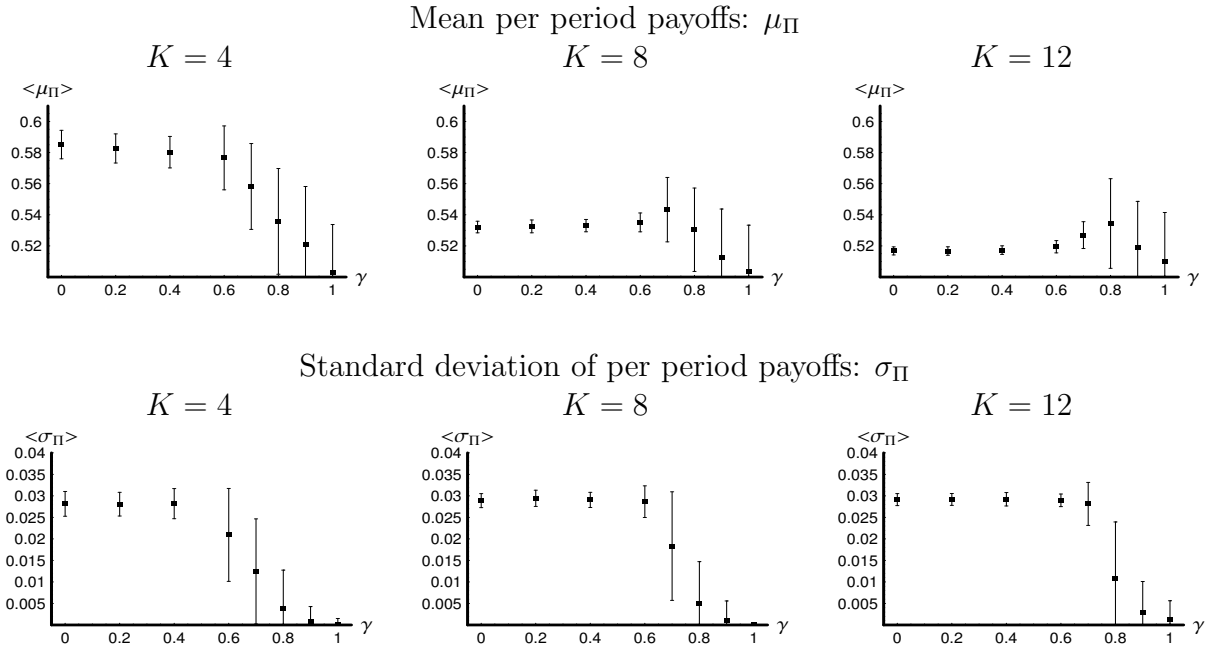 Mean per period payoffs: μ_Π
K = 4 K = 8 K = 12
<μ_Π> <μ_Π> <μ_Π>
0.6 0.6 0.6
0.58 0.58 0.58
0.56 0.56 0.56
0.54 0.54 0.54
0.52 0.52 0.52
0 0.2 0.4 0.6 0.8 1 γ 0 0.2 0.4 0.6 0.8 1 γ 0 0.2 0.4 0.6 0.8 1 γ
Standard deviation of per period payoffs: σ_Π
K = 4 K = 8 K = 12
<σ_Π> <σ_Π> <σ_Π>
0.04 0.04 0.04
0.035 0.035 0.035
0.03 0.03 0.03
0.025 0.025 0.025
0.02 0.02 0.02
0.015 0.015 0.015
0.01 0.01 0.01
0.005 0.005 0.005
0 0.2 0.4 0.6 0.8 1 γ 0 0.2 0.4 0.6 0.8 1 γ 0 0.2 0.4 0.6 0.8 1 γ